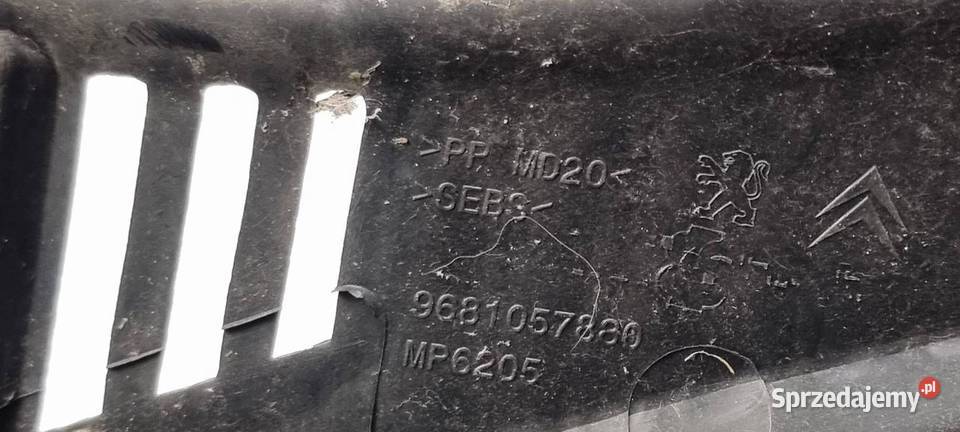 >PP MD20<
>SEBS<
9681057880
MP6205
Sprzedajemy.pl